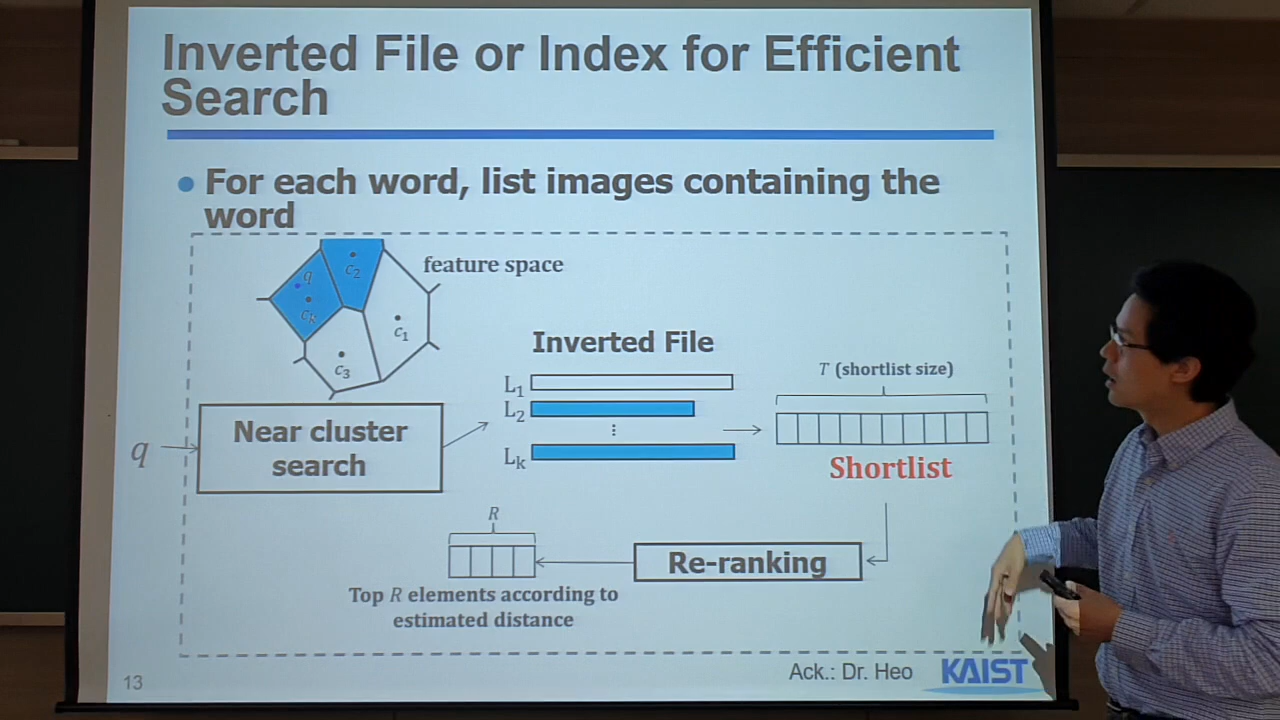 Inverted File or Index for Efficient
Search
For each word, list images containing the
word
feature space
q
c2
ck
c1
c3
Inverted File
L1
L2
⋮
Lk
T (shortlist size)
Shortlist
q
Near cluster
search
R
Re-ranking
Top R elements according to
estimated distance
13
Ack.: Dr. Heo
KAIST